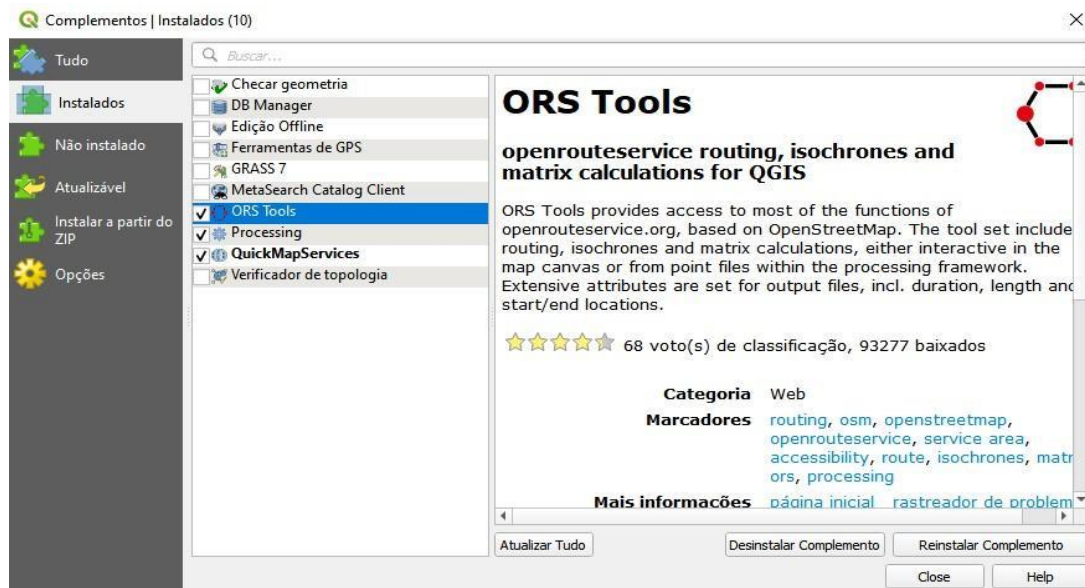 Complementos | Instalados (10)
Tudo
Instalados
Não instalado
Atualizável
Instalar a partir do
ZIP
Opções
Buscar...
Checar geometria
DB Manager
Edição Offline
Ferramentas de GPS
GRASS 7
MetaSearch Catalog Client
ORS Tools
Processing
QuickMapServices
Verificador de topologia
ORS Tools
openrouteservice routing, isochrones and
matrix calculations for QGIS
ORS Tools provides access to most of the functions of
openrouteservice.org, based on OpenStreetMap. The tool set include
routing, isochrones and matrix calculations, either interactive in the
map canvas or from point files within the processing framework.
Extensive attributes are set for output files, incl. duration, length and
start/end locations.
68 voto(s) de classificação, 93277 baixados
Categoria Web
Marcadores routing, osm, openstreetmap,
openrouteservice, service area,
accessibility, route, isochrones, matr
ors, processing
Mais informações página inicial rastreador de problem
Atualizar Tudo
Desinstalar Complemento
Reinstalar Complemento
Close
Help